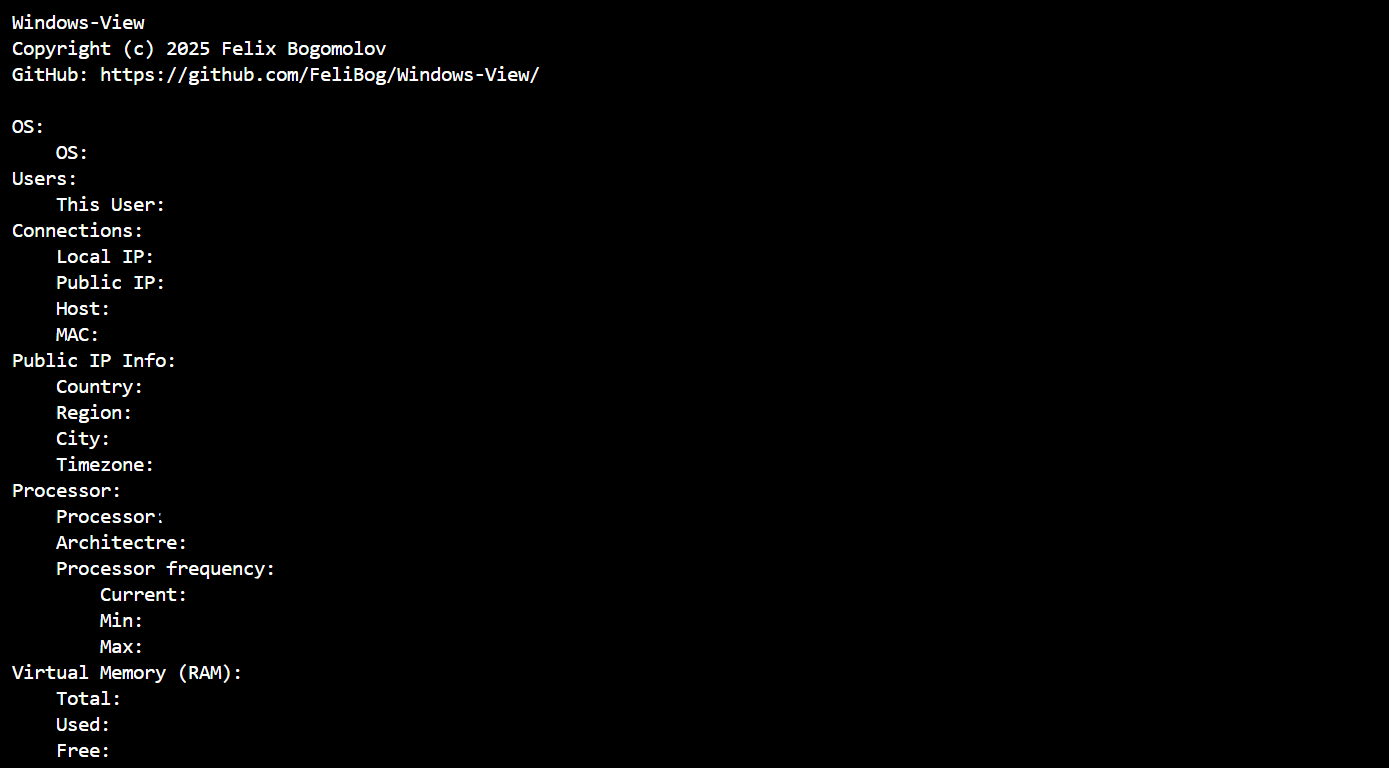 Windows-View
Copyright (c) 2025 Felix Bogomolov
GitHub: https://github.com/FeliBog/Windows-View/

OS:
    OS:
Users:
    This User:
Connections:
    Local IP:
    Public IP:
    Host:
    MAC:
Public IP Info:
    Country:
    Region:
    City:
    Timezone:
Processor:
    Processor:
    Architectre:
    Processor frequency:
        Current:
        Min:
        Max:
Virtual Memory (RAM):
    Total:
    Used:
    Free: